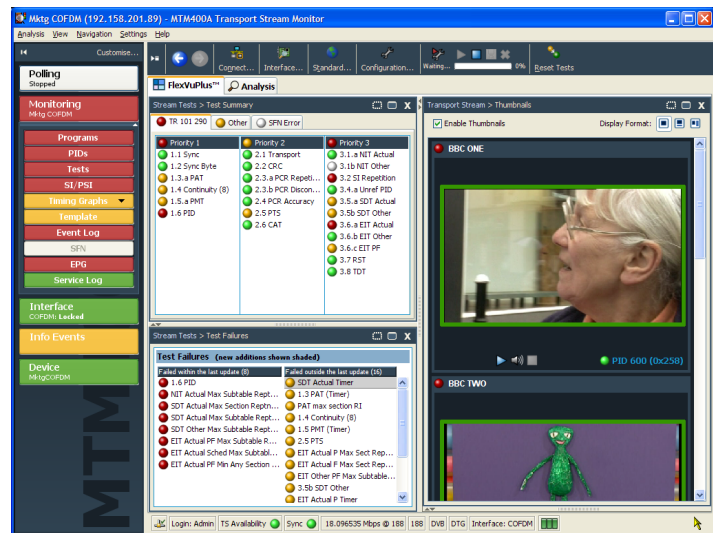 Mktg COFDM (192.158.201.89) - MTM400A Transport Stream Monitor
Analysis View Navigation Settings Help
Customise...
Connect... Interface... Standard... Configuration... Waiting... 0% Reset Tests
Polling
Stopped
Monitoring
Mktg COFDM
Programs
PIDs
Tests
SI/PSI
Timing Graphs
Template
Event Log
SFN
EPG
Service Log
Interface
COFDM: Locked
Info Events
Device
MktgCOFDM
MTM
FlexVuPlus™ Analysis
Stream Tests > Test Summary
TR 101 290 Other SFN Error
Priority 1
1.1 Sync
1.2 Sync Byte
1.3.a PAT
1.4 Continuity (8)
1.5.a PMT
1.6 PID
Priority 2
2.1 Transport
2.2 CRC
2.3.a PCR Repeti...
2.3.b PCR Discon...
2.4 PCR Accuracy
2.5 PTS
2.6 CAT
Priority 3
3.1.a NIT Actual
3.1b NIT Other
3.2 SI Repetition
3.4.a Unref PID
3.5.a SDT Actual
3.5b SDT Other
3.6.a EIT Actual
3.6.b EIT Other
3.6.c EIT PF
3.7 RST
3.8 TDT
Stream Tests > Test Failures
Test Failures (new additions shown shaded)
Failed within the last update (8)
1.6 PID
NIT Actual Max Subtable Rept...
SDT Actual Max Section Reptn...
SDT Actual Max Subtable Rept...
SDT Other Max Subtable Rept...
EIT Actual PF Max Subtable R...
EIT Actual Sched Max Subtabl...
EIT Actual PF Min Any Section ...
Failed outside the last update (16)
SDT Actual Timer
1.3 PAT (Timer)
PAT max section RI
1.4 Continuity (8)
1.5 PMT (Timer)
2.5 PTS
EIT Actual P Max Sect Rep...
EIT Actual F Max Sect Rep...
EIT Other PF Max Subtable...
3.5b SDT Other
EIT Actual P Timer
Transport Stream > Thumbnails
Enable Thumbnails Display Format:
BBC ONE
PID 600 (0x258)
BBC TWO
Login: Admin TS Availability Sync 18.096535 Mbps @ 188 188 DVB DTG Interface: COFDM